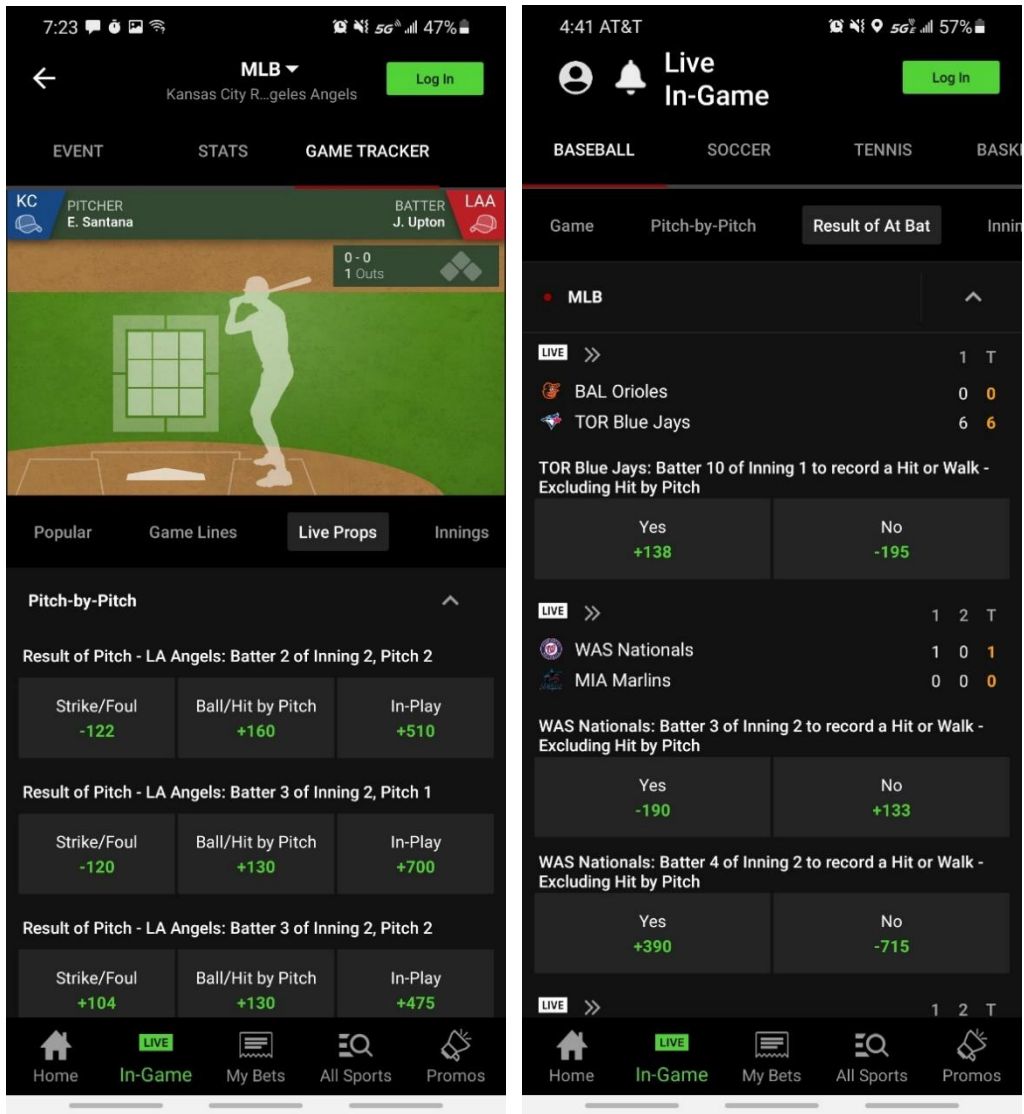 7:23
5G 47%
MLB
Kansas City R...geles Angels
Log In
EVENT STATS GAME TRACKER
KC PITCHER BATTER LAA
E. Santana J. Upton
0 - 0
1 Outs
Popular Game Lines Live Props Innings
Pitch-by-Pitch
Result of Pitch - LA Angels: Batter 2 of Inning 2, Pitch 2
Strike/Foul Ball/Hit by Pitch In-Play
-122 +160 +510
Result of Pitch - LA Angels: Batter 3 of Inning 2, Pitch 1
Strike/Foul Ball/Hit by Pitch In-Play
-120 +130 +700
Result of Pitch - LA Angels: Batter 3 of Inning 2, Pitch 2
Strike/Foul Ball/Hit by Pitch In-Play
+104 +130 +475
LIVE
Home In-Game My Bets All Sports Promos
4:41 AT&T
5GE 57%
Live
In-Game
Log In
BASEBALL SOCCER TENNIS BASK
Game Pitch-by-Pitch Result of At Bat Innin
MLB
LIVE 1 T
BAL Orioles 0 0
TOR Blue Jays 6 6
TOR Blue Jays: Batter 10 of Inning 1 to record a Hit or Walk -
Excluding Hit by Pitch
Yes No
+138 -195
LIVE 1 2 T
WAS Nationals 1 0 1
MIA Marlins 0 0 0
WAS Nationals: Batter 3 of Inning 2 to record a Hit or Walk -
Excluding Hit by Pitch
Yes No
-190 +133
WAS Nationals: Batter 4 of Inning 2 to record a Hit or Walk -
Excluding Hit by Pitch
Yes No
+390 -715
LIVE 1 2 T
LIVE
Home In-Game My Bets All Sports Promos